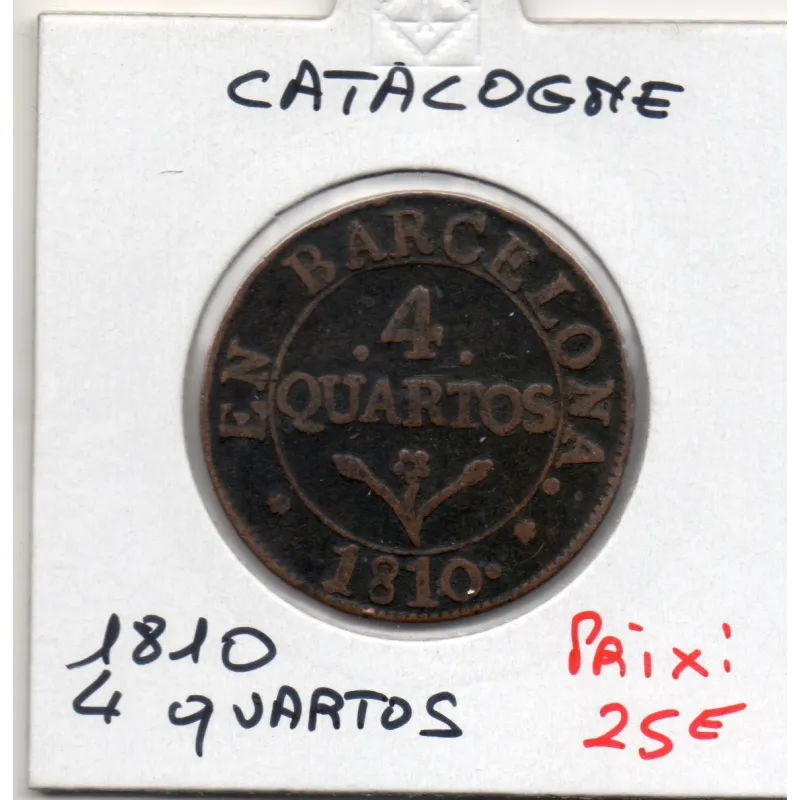 CATALOGNE
EN BARCELONA.
.4.
QUARTOS
1810.
1810
4 QUARTOS
PRIX:
25€